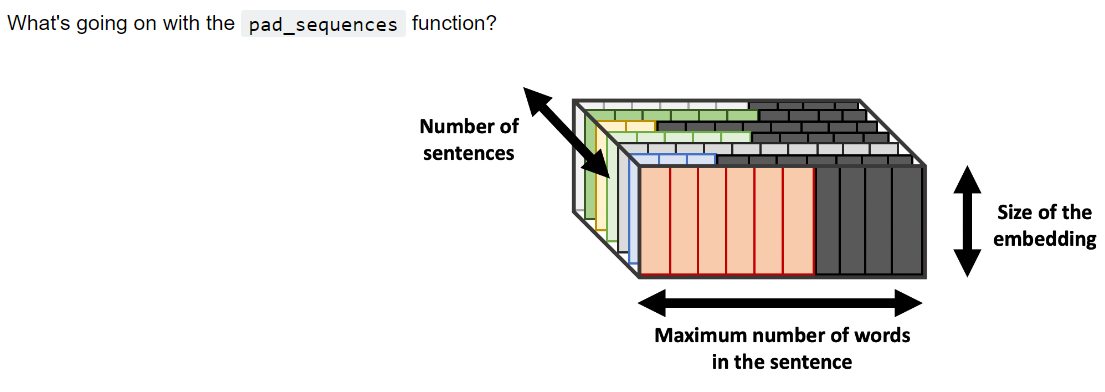 What's going on with the pad_sequences function?
Number of
sentences
Size of the
embedding
Maximum number of words
in the sentence